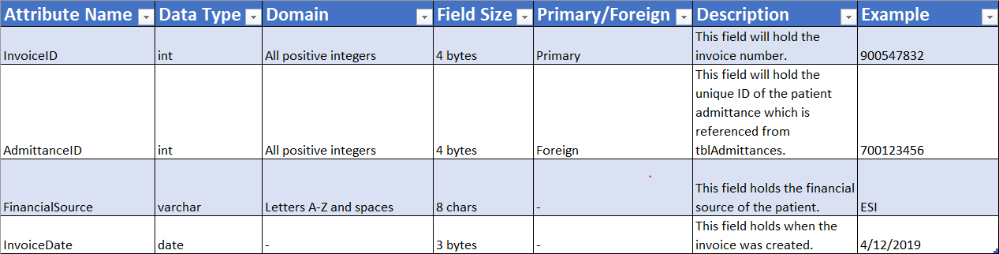 Attribute Name Data Type Domain Field Size Primary/Foreign Description Example
InvoiceID int All positive integers 4 bytes Primary This field will hold the
invoice number. 900547832
AdmittanceID int All positive integers 4 bytes Foreign This field will hold the
unique ID of the patient
admittance which is
referenced from
tblAdmittances. 700123456
FinancialSource varchar Letters A-Z and spaces 8 chars - This field holds the financial
source of the patient. ESI
InvoiceDate date - 3 bytes - This field holds when the
invoice was created. 4/12/2019